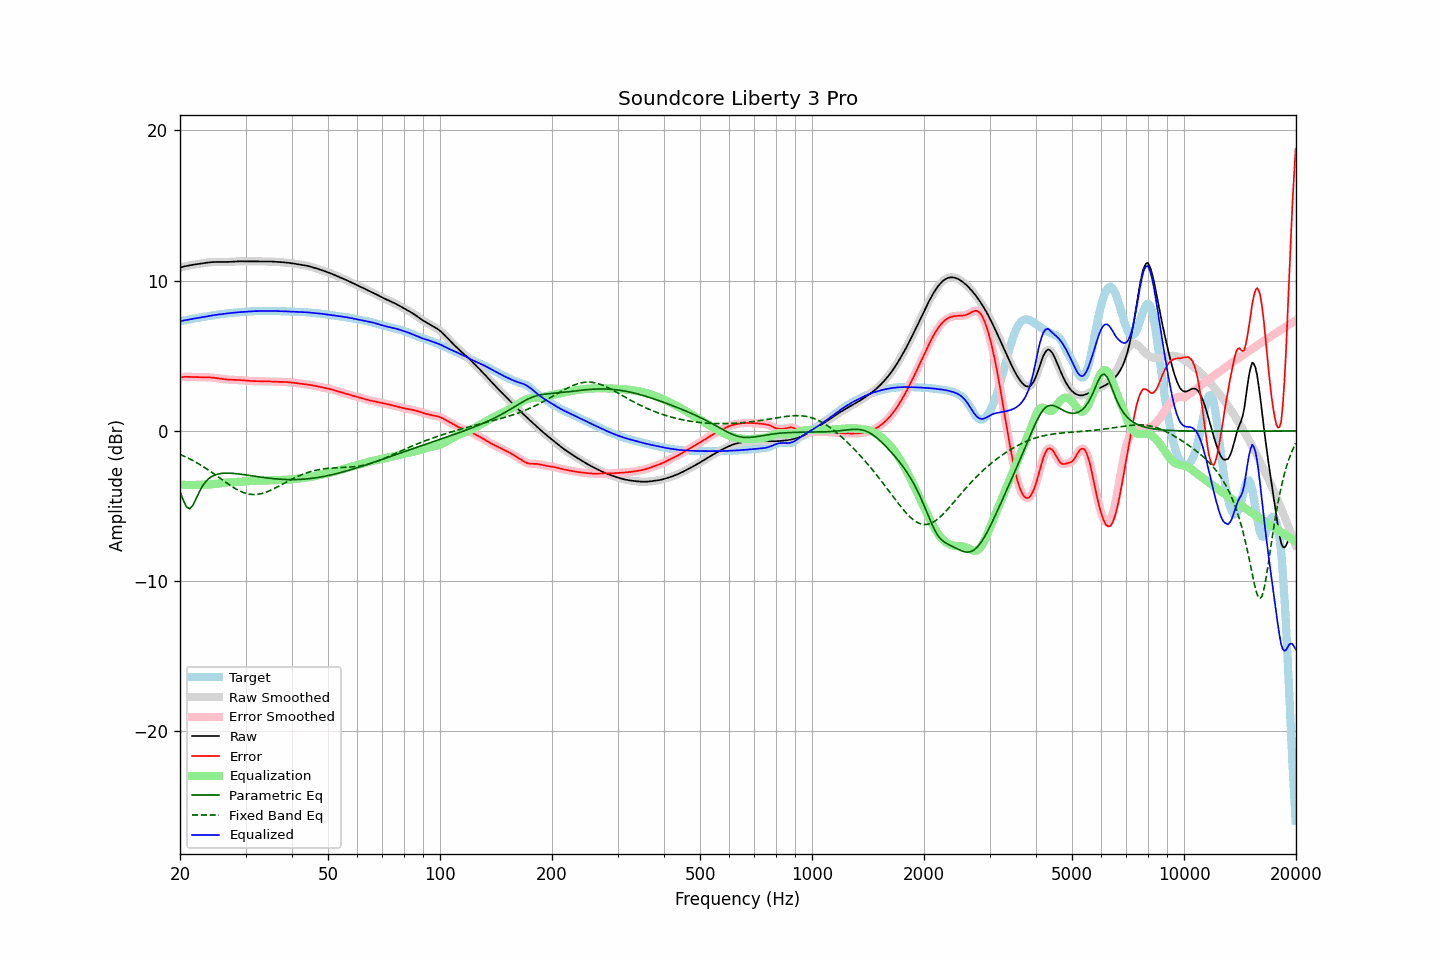 Soundcore Liberty 3 Pro
Amplitude (dBr)
20
10
0
−10
−20
Target
Raw Smoothed
Error Smoothed
Raw
Error
Equalization
Parametric Eq
Fixed Band Eq
Equalized
20 50 100 200 500 1000 2000 5000 10000 20000
Frequency (Hz)